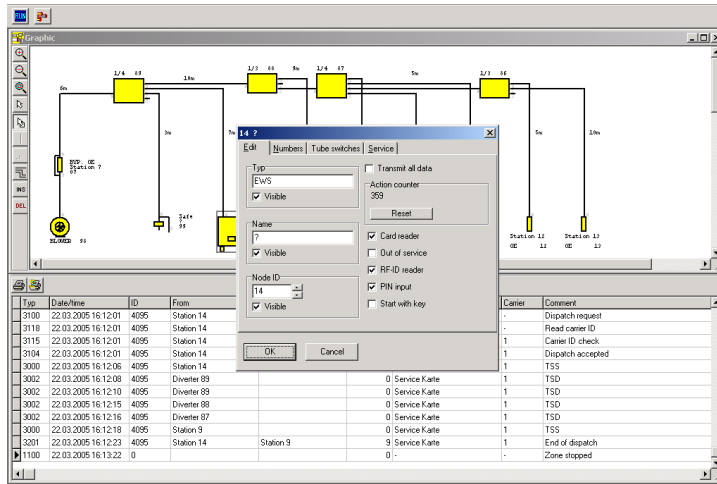 RUN
Graphic
1/4 89
10m
1/3 88
9m
1/4 87
5m
1/3 86
6m
3m
7m
5m
10m
BYP. OE
Station 7
07
BLOWER 98
Safe
?
99
Station 12
OE 12
Station 13
OE 13
INS
DEL
14 ?
Edit Numbers Tube switches Service
Typ
EWS
Visible
Name
?
Visible
Node ID
14
Visible
Transmit all data
Action counter
359
Reset
Card reader
Out of service
RF-ID reader
PIN input
Start with key
OK Cancel
Typ Date/time ID From Carrier Comment
3100 22.03.2005 16:12:01 4095 Station 14 - Dispatch request
3118 22.03.2005 16:12:01 4095 Station 14 - Read carrier ID
3115 22.03.2005 16:12:01 4095 Station 14 1 Carrier ID check
3104 22.03.2005 16:12:01 4095 Station 14 1 Dispatch accepted
3000 22.03.2005 16:12:06 4095 Station 14 1 TSS
3002 22.03.2005 16:12:08 4095 Diverter 89 0 Service Karte 1 TSD
3002 22.03.2005 16:12:10 4095 Diverter 89 0 Service Karte 1 TSD
3002 22.03.2005 16:12:15 4095 Diverter 88 0 Service Karte 1 TSD
3002 22.03.2005 16:12:16 4095 Diverter 87 0 Service Karte 1 TSD
3000 22.03.2005 16:12:18 4095 Station 9 0 Service Karte 1 TSS
3201 22.03.2005 16:12:23 4095 Station 14 Station 9 9 Service Karte 1 End of dispatch
1100 22.03.2005 16:13:22 0 0 - - Zone stopped